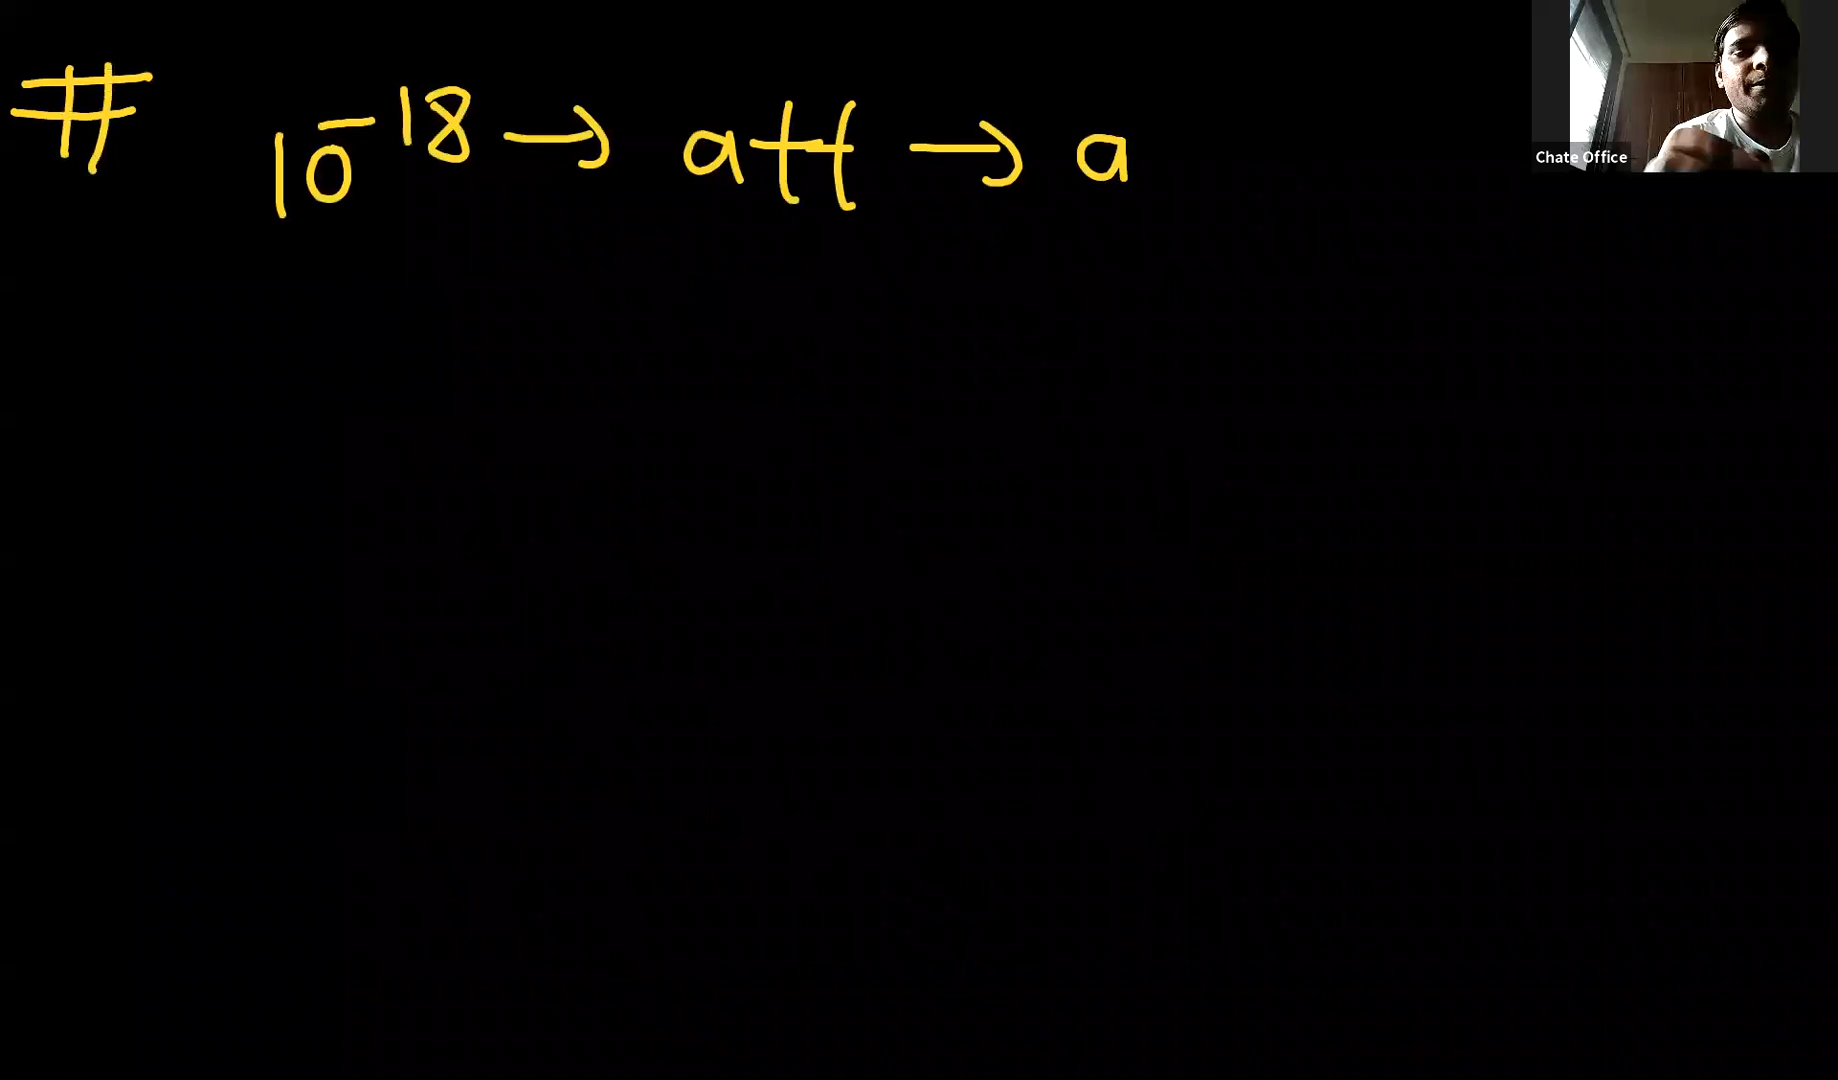 # 10⁻¹⁸ → att → a
Chate Office